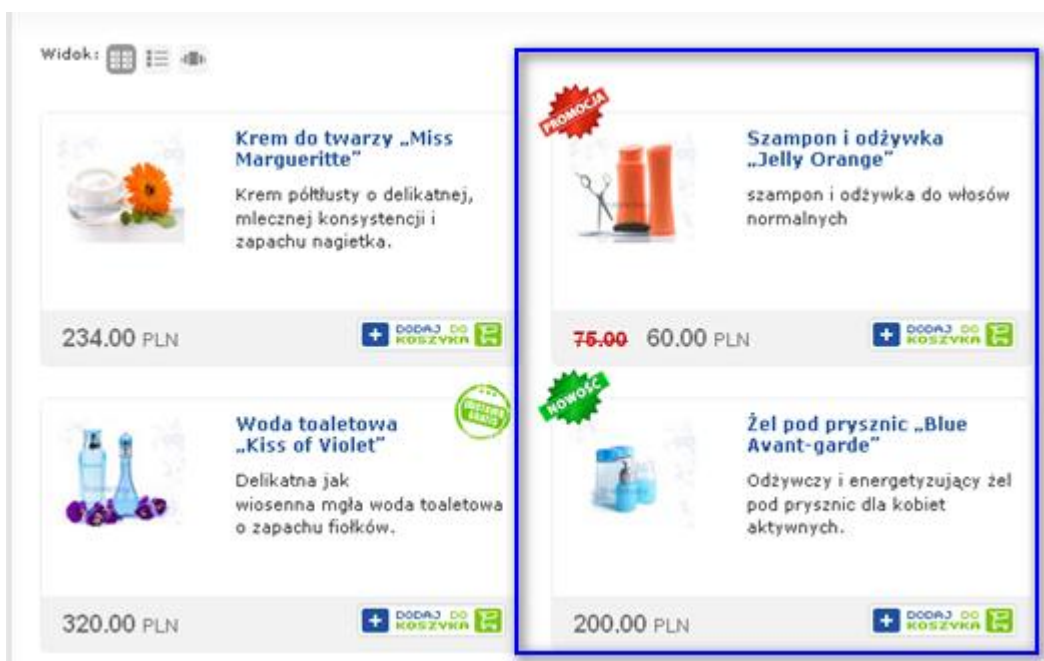 Widok:
Krem do twarzy „Miss
Margueritte”
Krem półtłusty o delikatnej,
mlecznej konsystencji i
zapachu nagietka.
234.00 PLN
DODAJ DO
KOSZYKA
PROMOCJA
Szampon i odżywka
„Jelly Orange”
szampon i odżywka do włosów
normalnych
75.00 60.00 PLN
DODAJ DO
KOSZYKA
Woda toaletowa
„Kiss of Violet”
DOSTAWA
GRATIS
Delikatna jak
wiosenna mgła woda toaletowa
o zapachu fiołków.
320.00 PLN
DODAJ DO
KOSZYKA
NOWOŚĆ
Żel pod prysznic „Blue
Avant-garde”
Odżywczy i energetyzujący żel
pod prysznic dla kobiet
aktywnych.
200.00 PLN
DODAJ DO
KOSZYKA